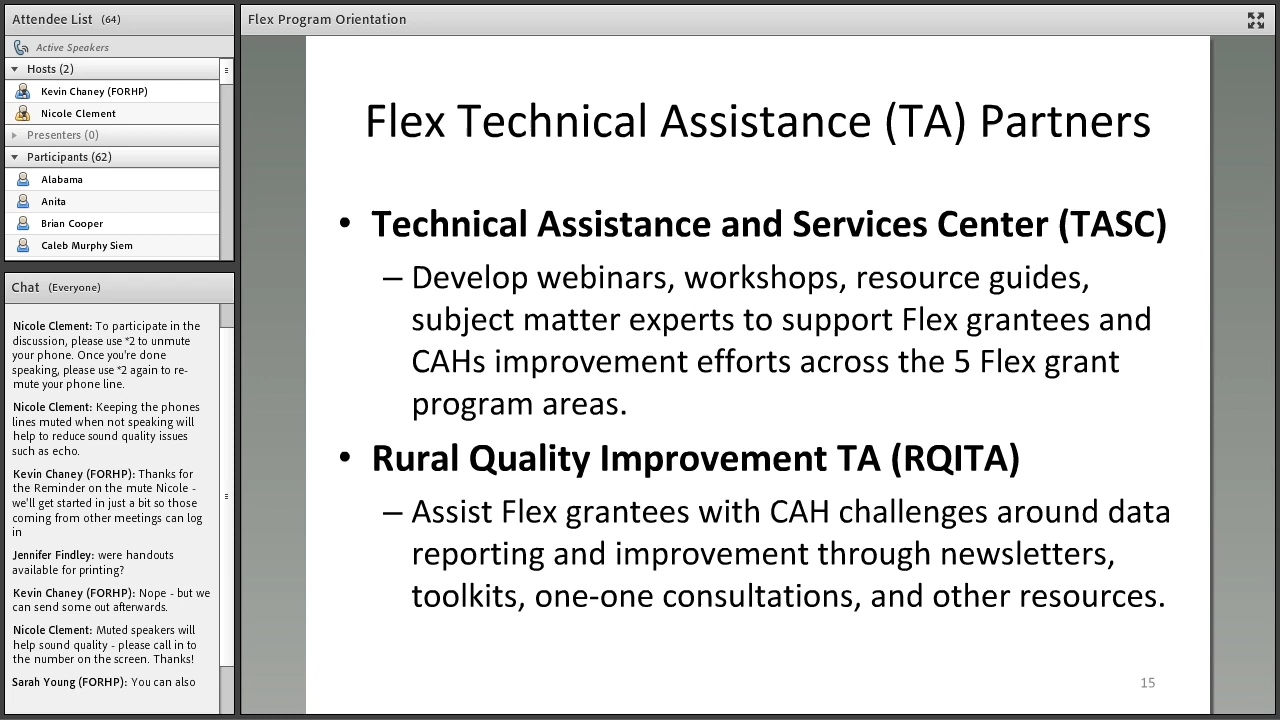 Attendee List (64)
Active Speakers
Hosts (2)
Kevin Chaney (FORHP)
Nicole Clement
Presenters (0)
Participants (62)
Alabama
Anita
Brian Cooper
Caleb Murphy Siem
Chat (Everyone)
Nicole Clement: To participate in the
discussion, please use *2 to unmute
your phone. Once you're done
speaking, please use *2 again to re-
mute your phone line.
Nicole Clement: Keeping the phones
lines muted when not speaking will
help to reduce sound quality issues
such as echo.
Kevin Chaney (FORHP): Thanks for
the Reminder on the mute Nicole -
we'll get started in just a bit so those
coming from other meetings can log
in
Jennifer Findley: were handouts
available for printing?
Kevin Chaney (FORHP): Nope - but we
can send some out afterwards.
Nicole Clement: Muted speakers will
help sound quality - please call in to
the number on the screen. Thanks!
Sarah Young (FORHP): You can also
Flex Program Orientation
Flex Technical Assistance (TA) Partners
• Technical Assistance and Services Center (TASC)
– Develop webinars, workshops, resource guides,
subject matter experts to support Flex grantees and
CAHs improvement efforts across the 5 Flex grant
program areas.
• Rural Quality Improvement TA (RQITA)
– Assist Flex grantees with CAH challenges around data
reporting and improvement through newsletters,
toolkits, one-one consultations, and other resources.
15